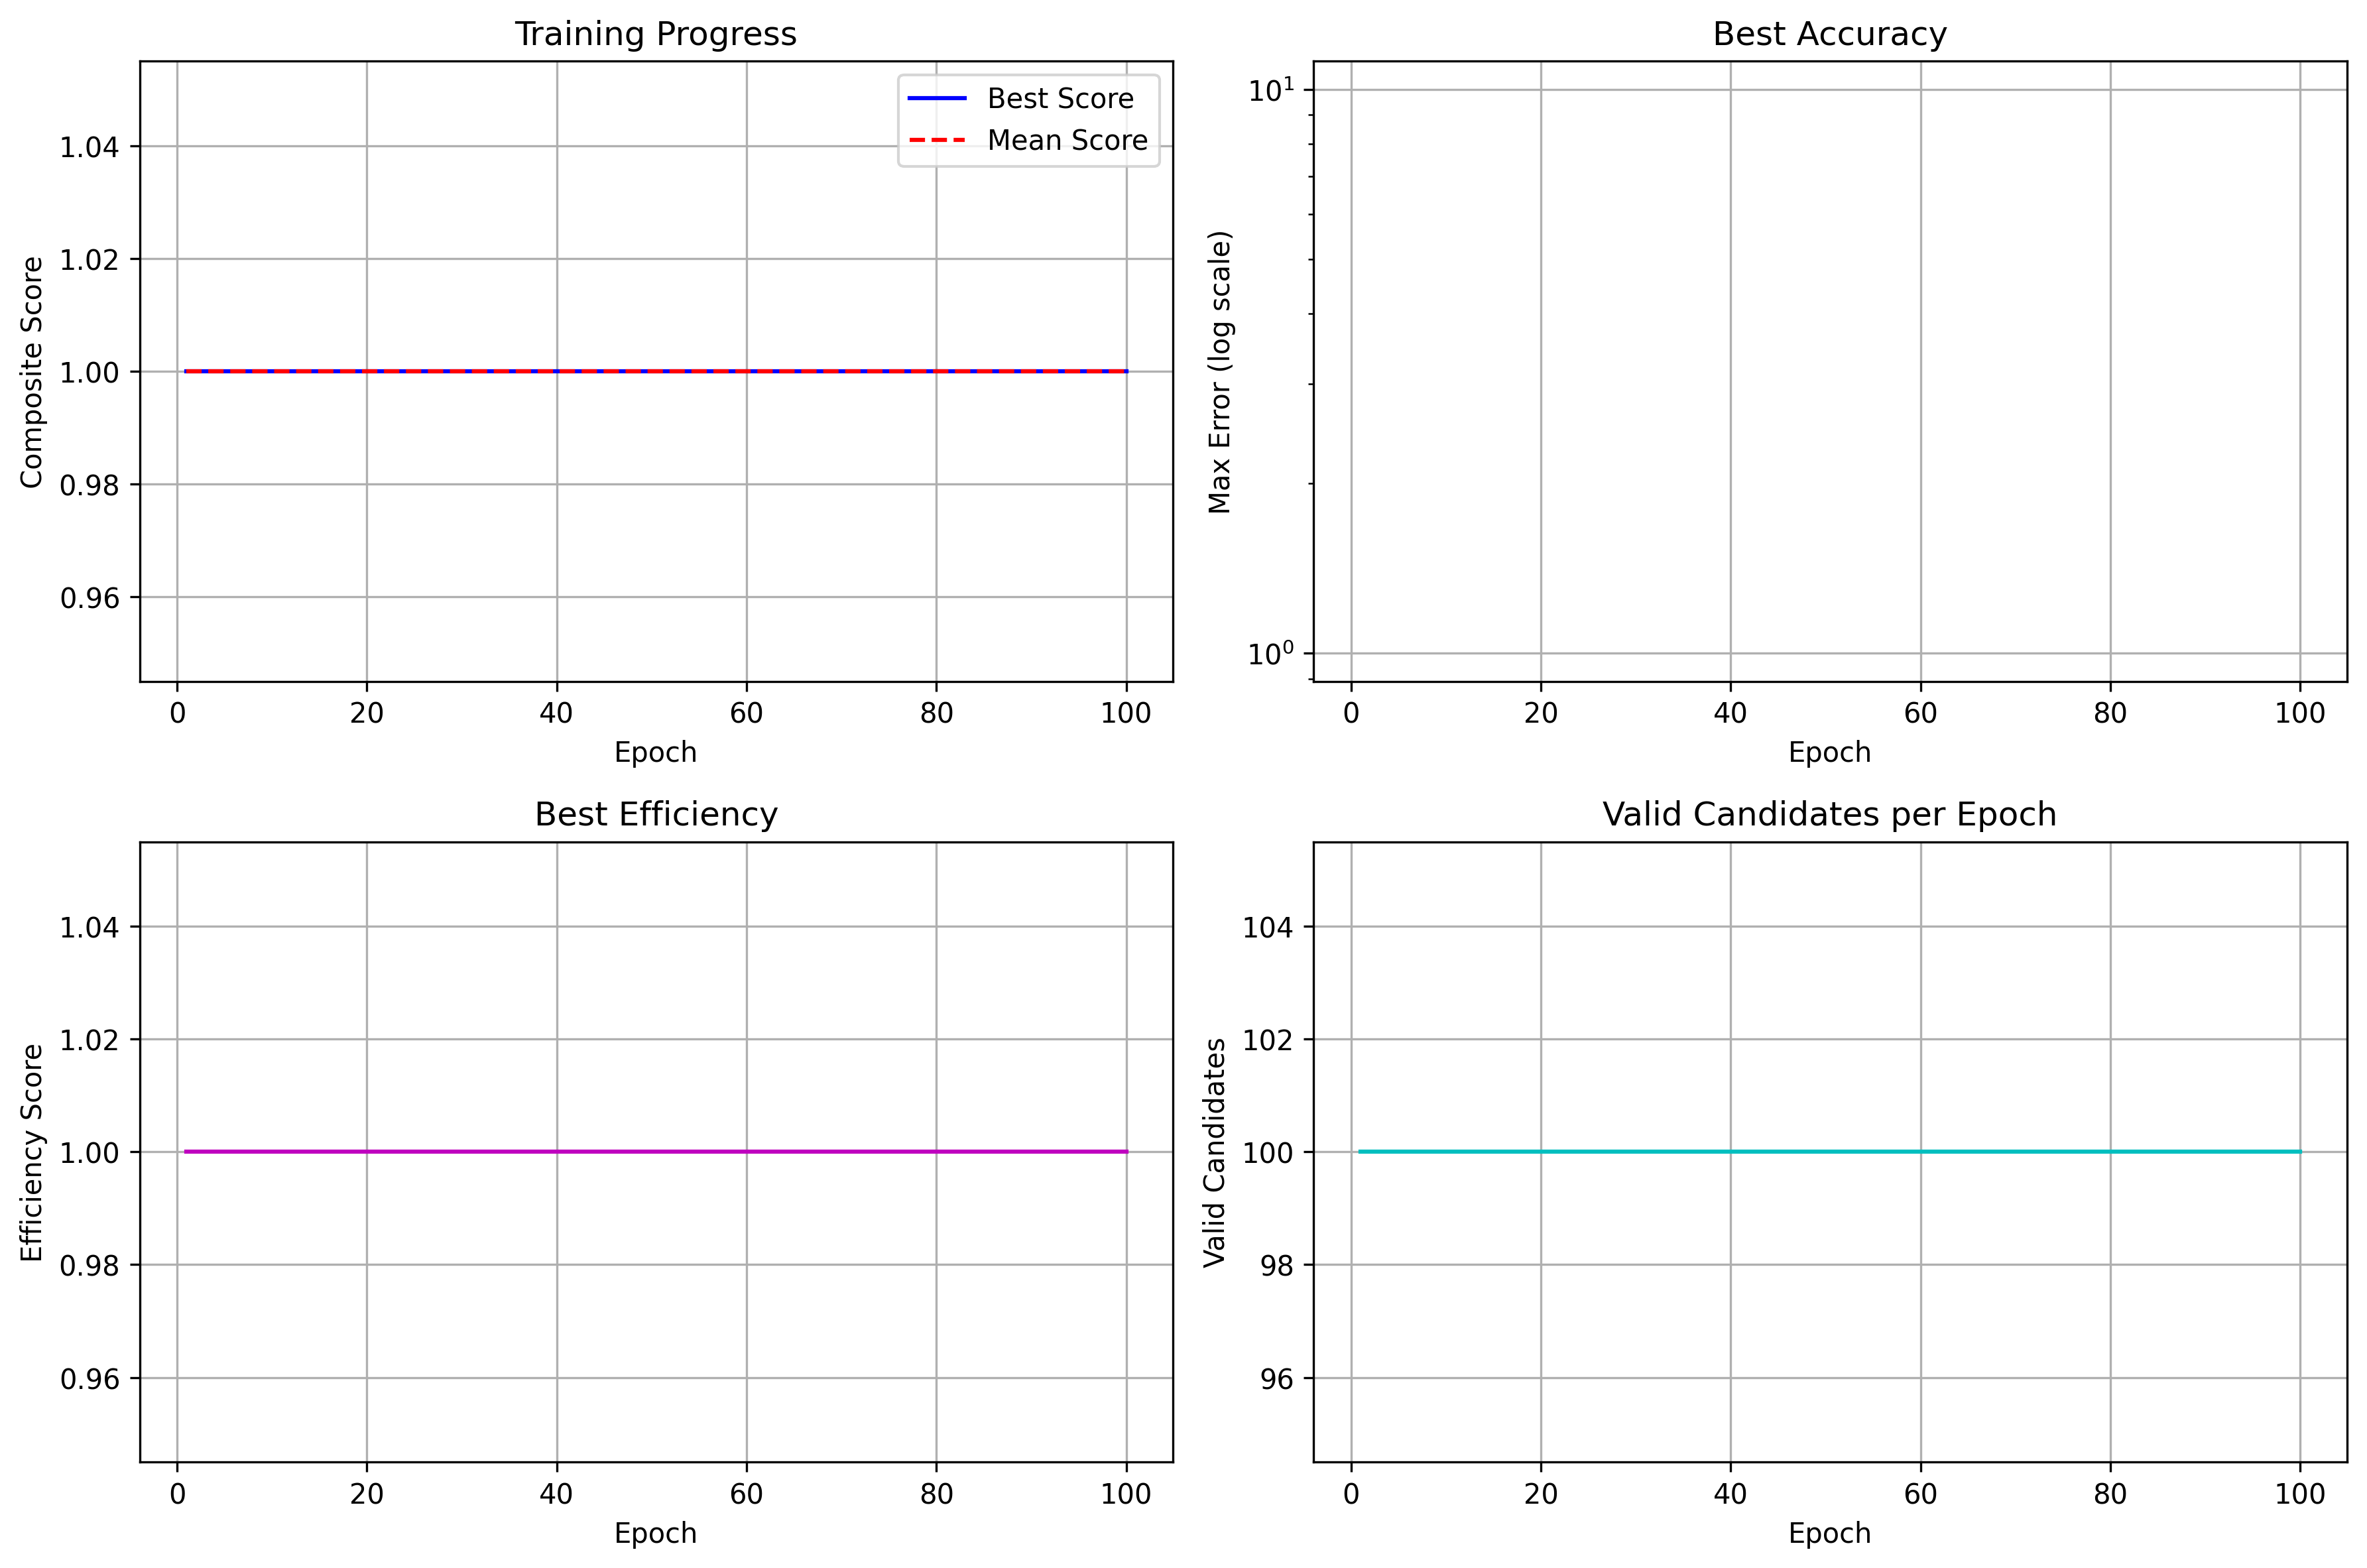 Training Progress
Composite Score
1.04
1.02
1.00
0.98
0.96
Best Score
Mean Score
0 20 40 60 80 100
Epoch
Best Accuracy
Max Error (log scale)
10¹
10⁰
0 20 40 60 80 100
Epoch
Best Efficiency
Efficiency Score
1.04
1.02
1.00
0.98
0.96
0 20 40 60 80 100
Epoch
Valid Candidates per Epoch
Valid Candidates
104
102
100
98
96
0 20 40 60 80 100
Epoch